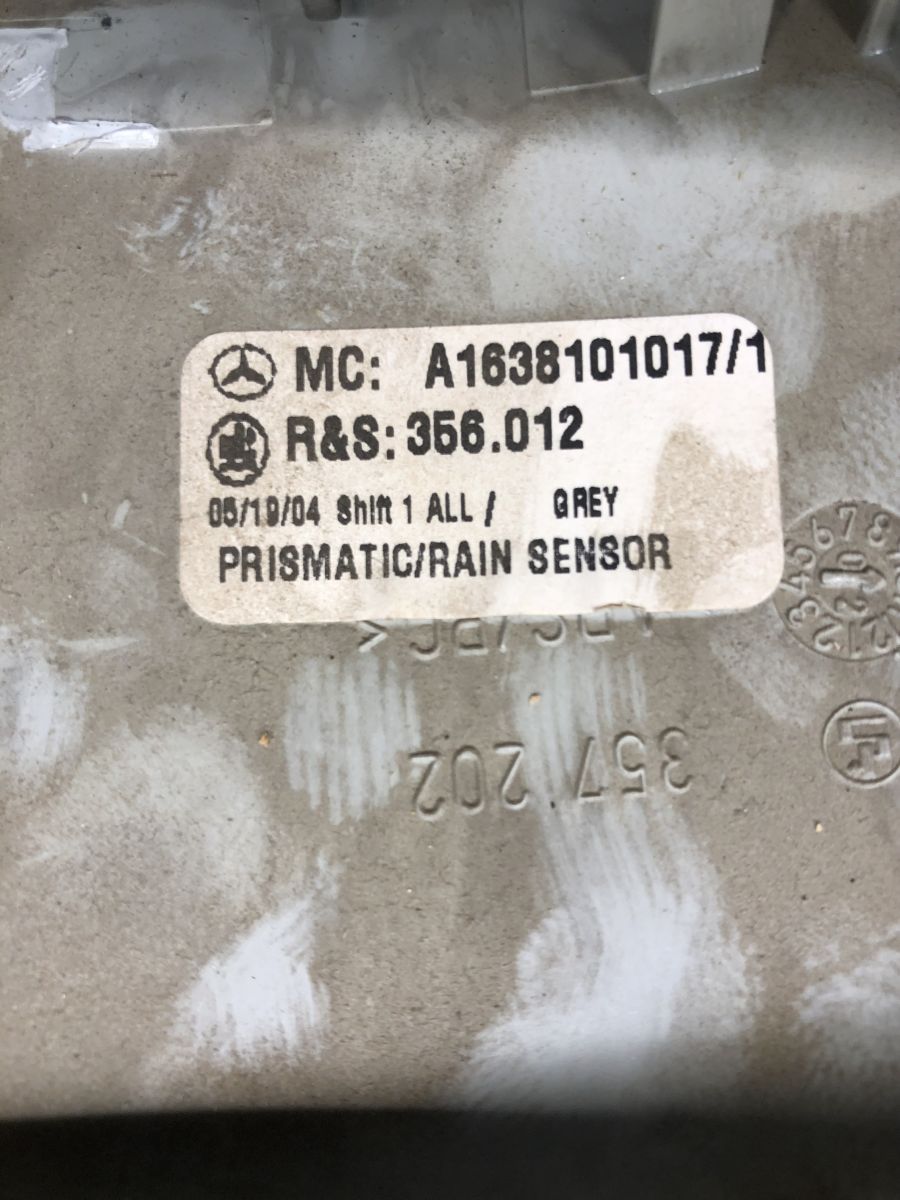 MC: A1638101017/1
R&S: 356.012
05/19/04 Shift 1 ALL / GREY
PRISMATIC/RAIN SENSOR
357 202